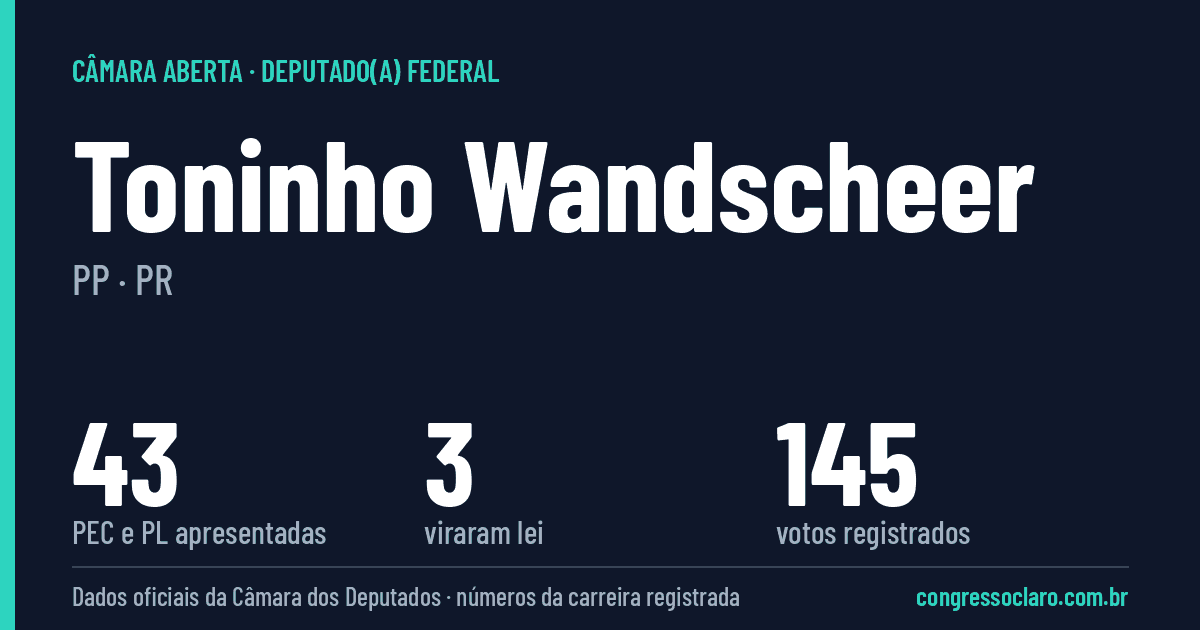 CÂMARA ABERTA · DEPUTADO(A) FEDERAL
Toninho Wandscheer
PP · PR
43 3 145
PEC e PL apresentadas viraram lei votos registrados
Dados oficiais da Câmara dos Deputados · números da carreira registrada congressoclaro.com.br